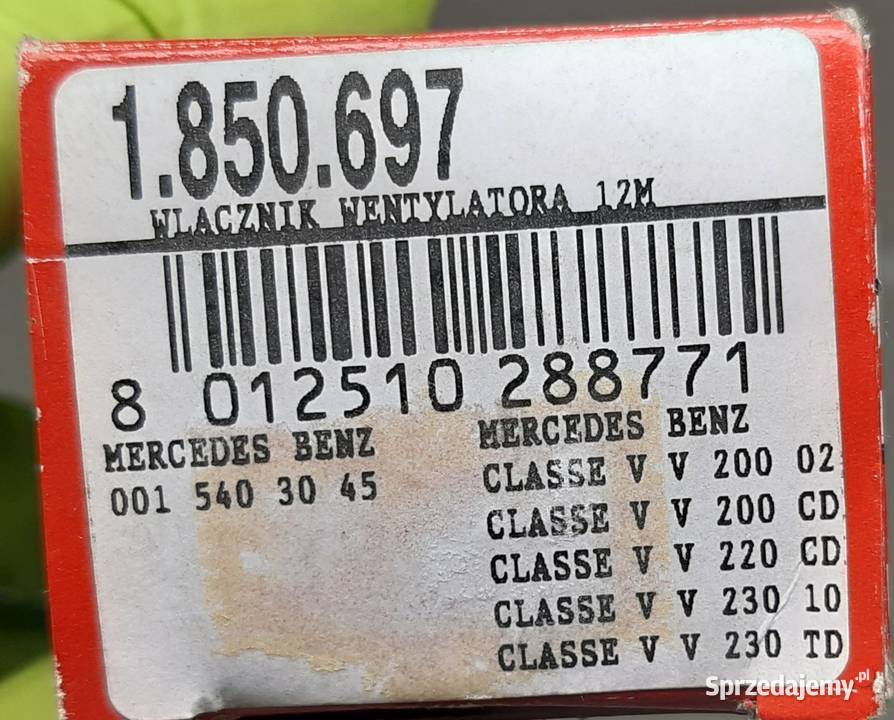 1.850.697
WLACZNIK WENTYLATORA 12M
8 012510 288771
MERCEDES BENZ
001 540 30 45
MERCEDES BENZ
CLASSE V V 200 02
CLASSE V V 200 CD
CLASSE V V 220 CD
CLASSE V V 230 10
CLASSE V V 230 TD
Sprzedajemy.pl